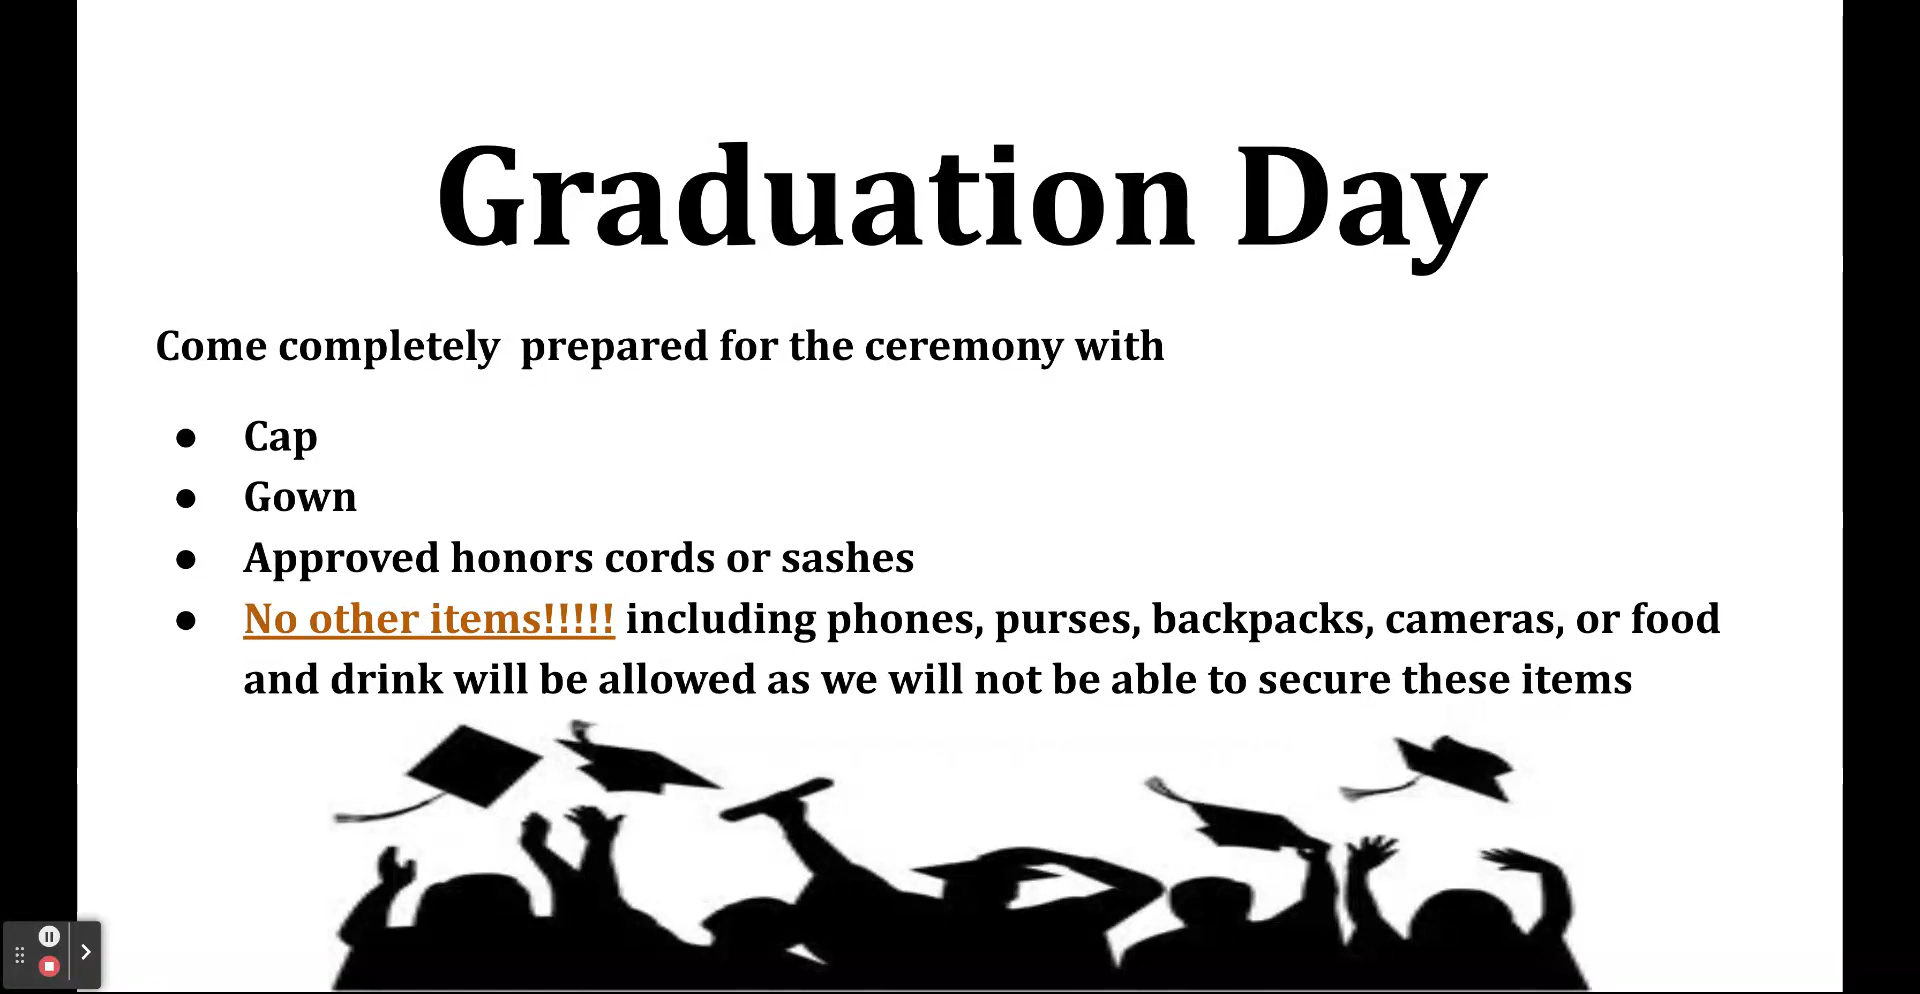 Graduation Day
Come completely  prepared for the ceremony with
● Cap
● Gown
● Approved honors cords or sashes
● No other items!!!!! including phones, purses, backpacks, cameras, or food
and drink will be allowed as we will not be able to secure these items